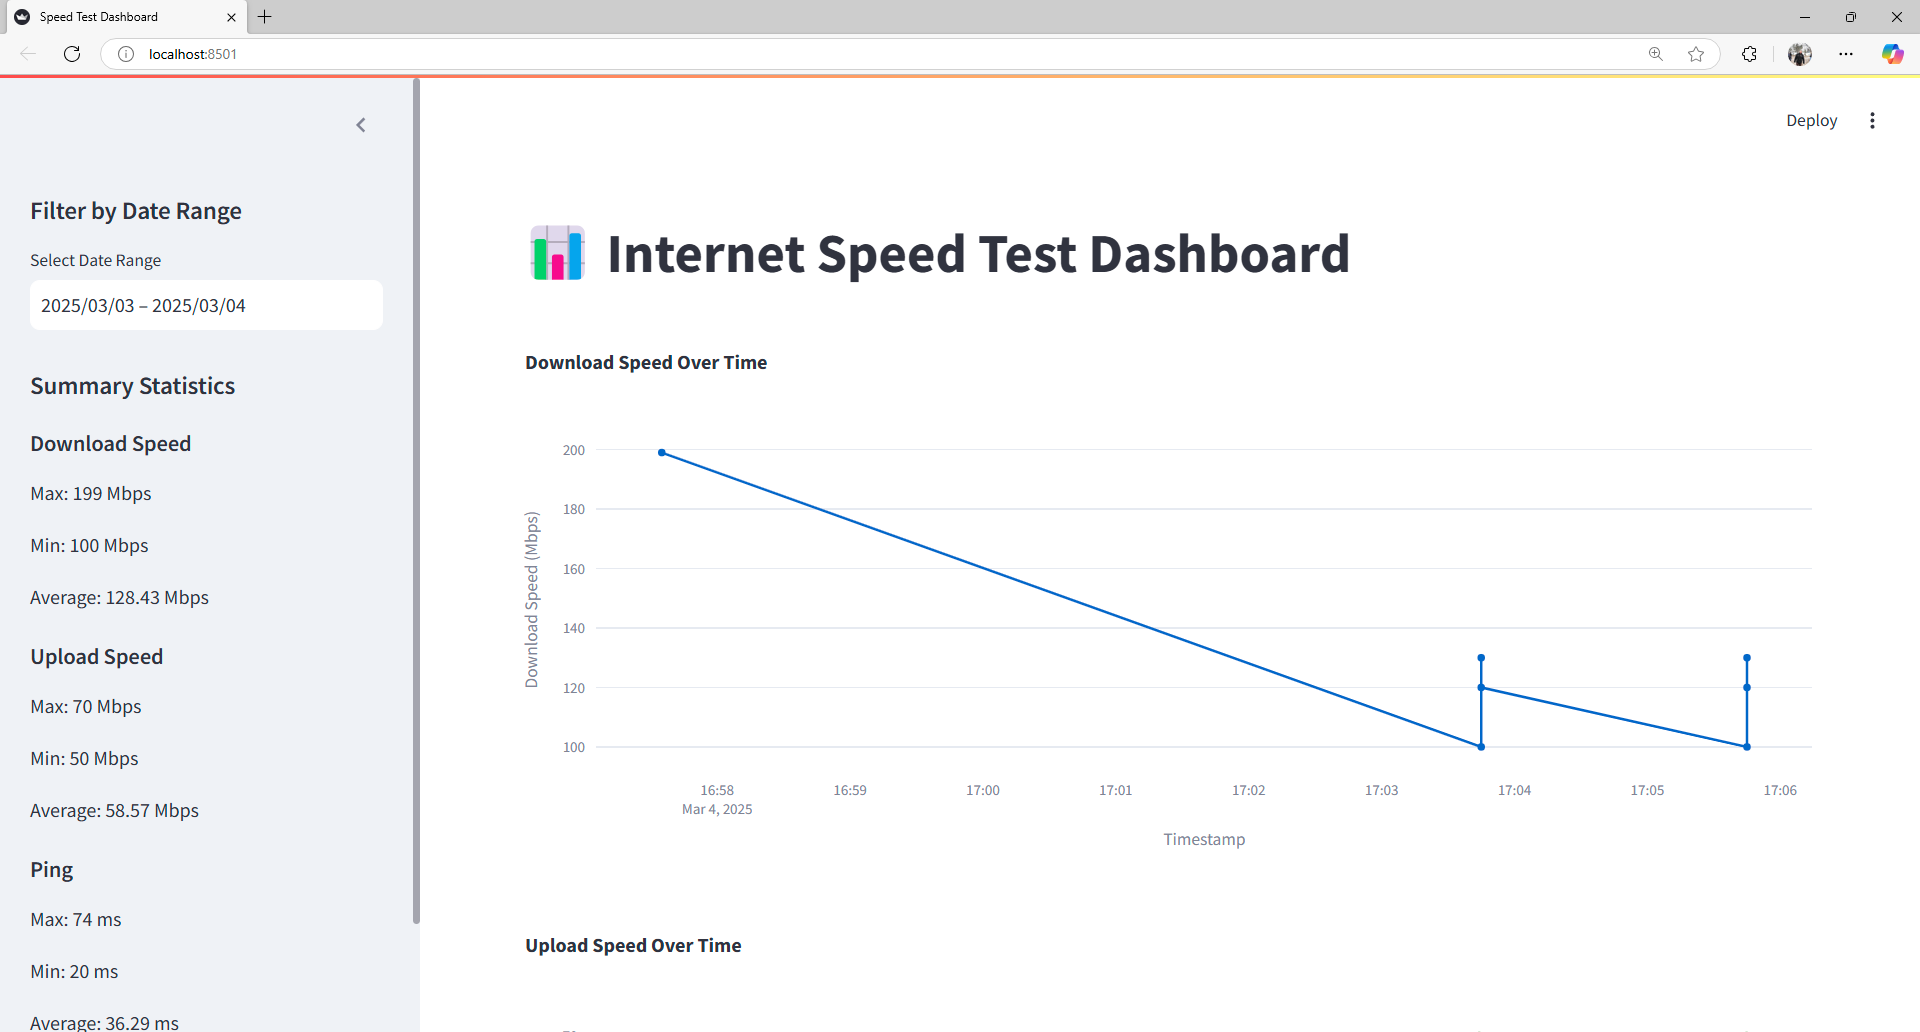 Speed Test Dashboard
localhost:8501
Deploy
Filter by Date Range
Select Date Range
2025/03/03 – 2025/03/04
Summary Statistics
Download Speed
Max: 199 Mbps
Min: 100 Mbps
Average: 128.43 Mbps
Upload Speed
Max: 70 Mbps
Min: 50 Mbps
Average: 58.57 Mbps
Ping
Max: 74 ms
Min: 20 ms
Average: 36.29 ms
Internet Speed Test Dashboard
Download Speed Over Time
Download Speed (Mbps)
200
180
160
140
120
100
16:58 16:59 17:00 17:01 17:02 17:03 17:04 17:05 17:06
Mar 4, 2025
Timestamp
Upload Speed Over Time